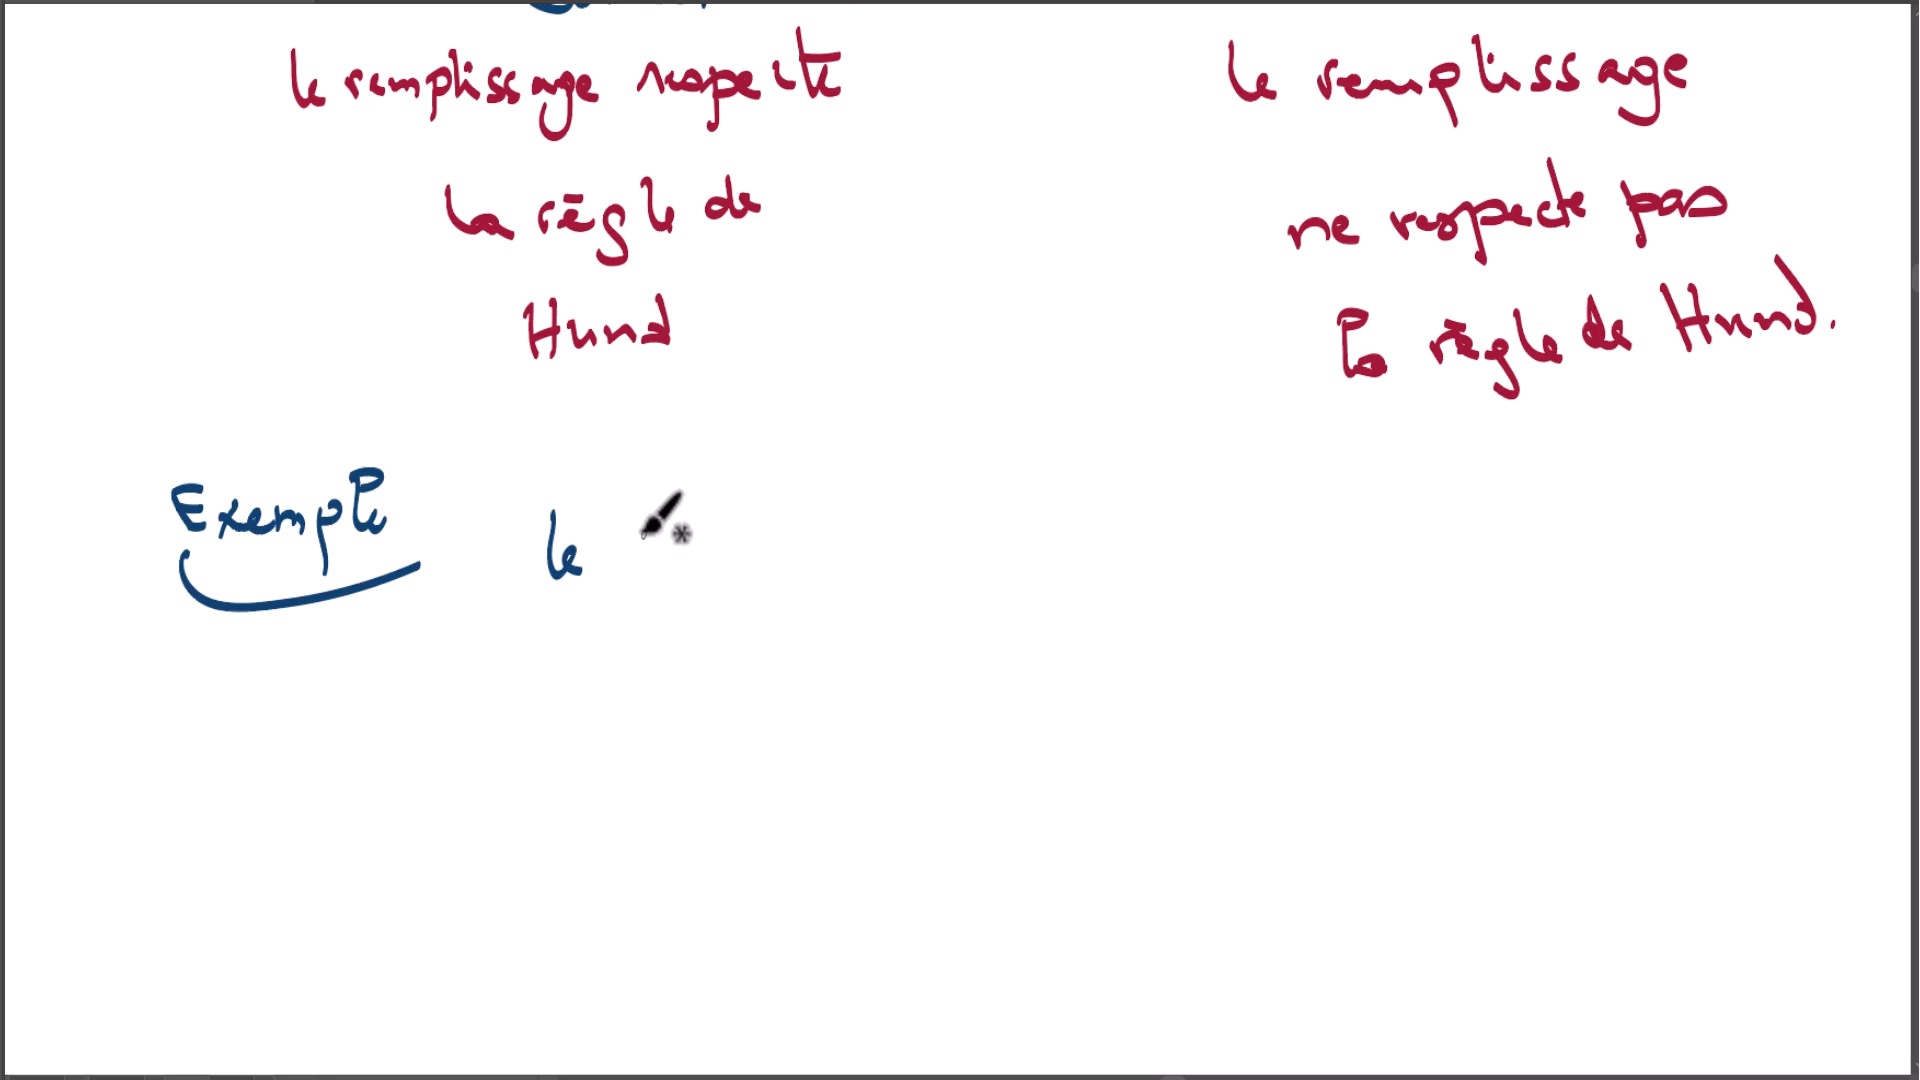 le remplissage respecte
la règle de
Hund
le remplissage
ne respecte pas
la règle de Hund.
Exemple
le